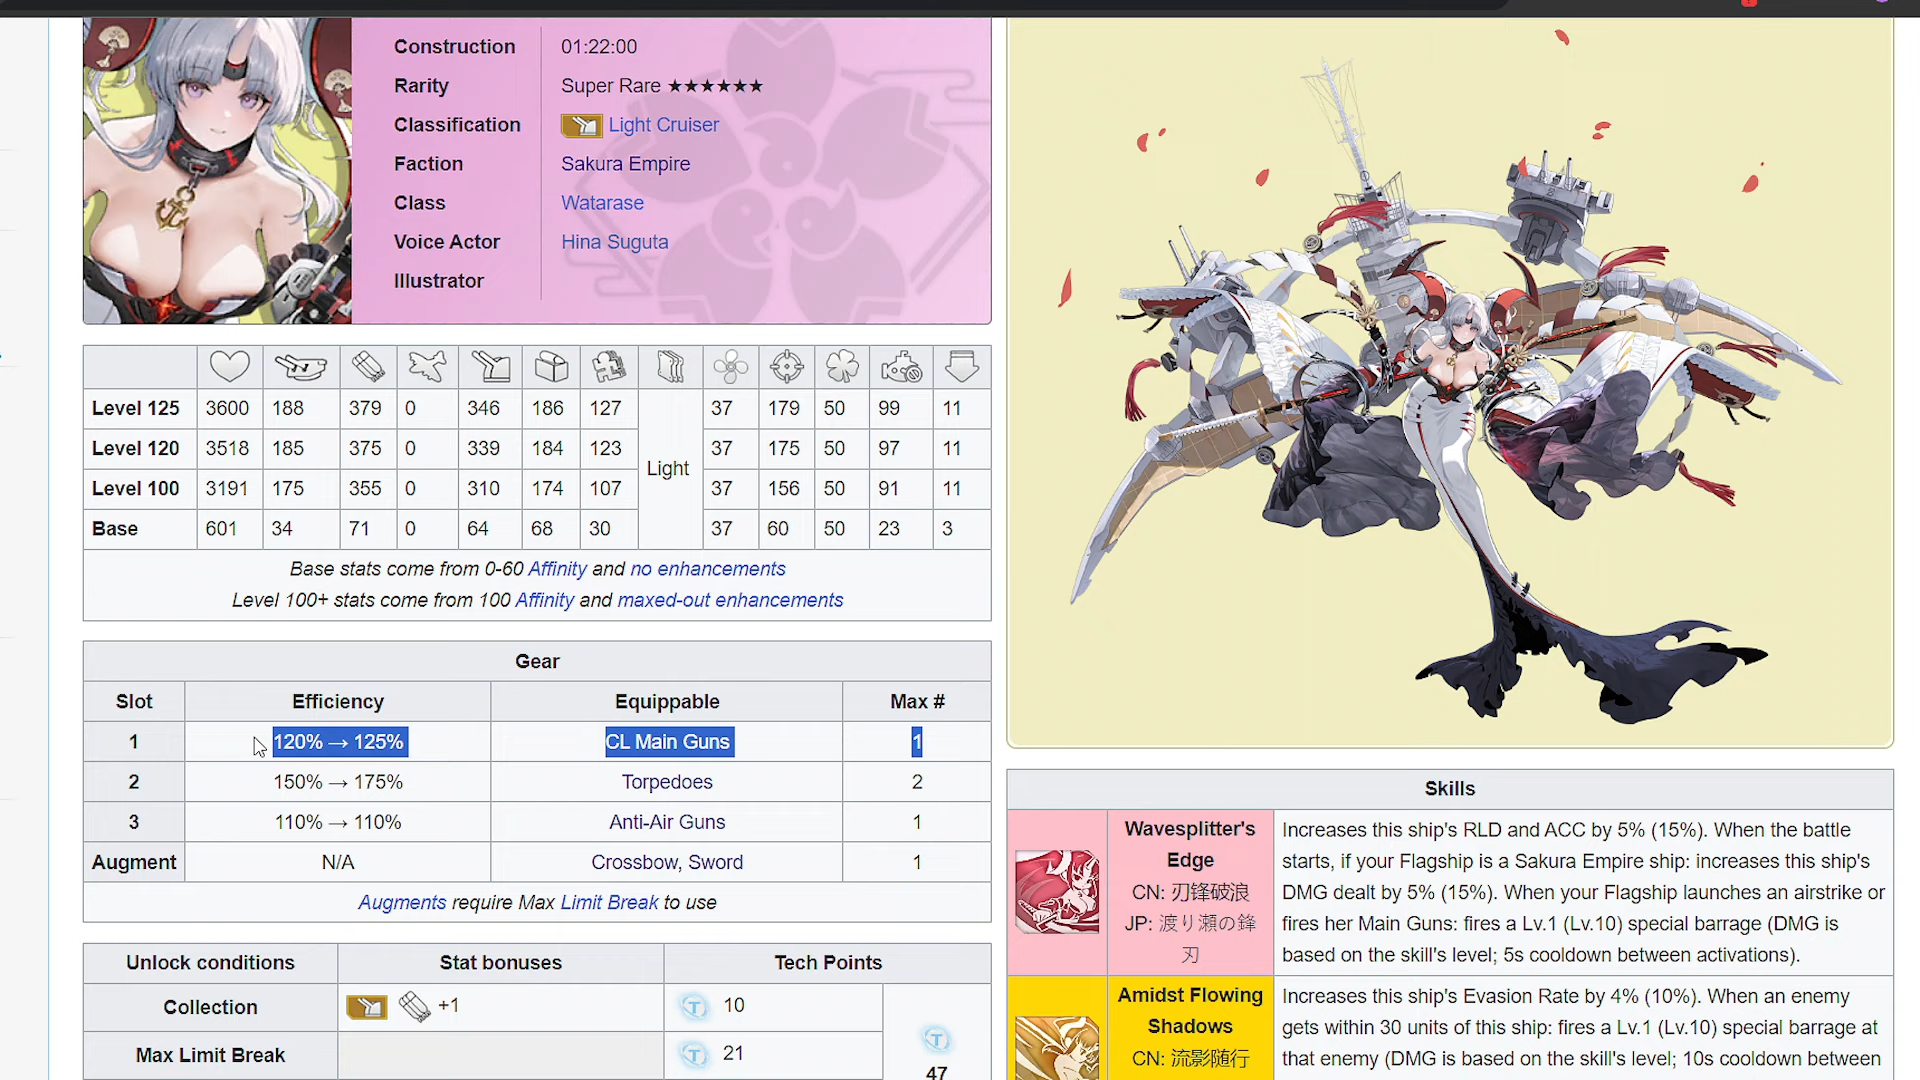 Construction 01:22:00
Rarity Super Rare ★★★★★★
Classification Light Cruiser
Faction Sakura Empire
Class Watarase
Voice Actor Hina Suguta
Illustrator
Level 125 3600 188 379 0 346 186 127 37 179 50 99 11
Level 120 3518 185 375 0 339 184 123 37 175 50 97 11
Light
Level 100 3191 175 355 0 310 174 107 37 156 50 91 11
Base 601 34 71 0 64 68 30 37 60 50 23 3
Base stats come from 0-60 Affinity and no enhancements
Level 100+ stats come from 100 Affinity and maxed-out enhancements
Gear
Slot Efficiency Equippable Max #
1 120% → 125% CL Main Guns 1
2 150% → 175% Torpedoes 2
3 110% → 110% Anti-Air Guns 1
Augment N/A Crossbow, Sword 1
Augments require Max Limit Break to use
Unlock conditions Stat bonuses Tech Points
Collection +1 T 10
Max Limit Break T 21
T
47
Skills
Wavesplitter's
Edge
CN: 刃锋破浪
JP: 渡り瀬の鋒
刃
Increases this ship's RLD and ACC by 5% (15%). When the battle
starts, if your Flagship is a Sakura Empire ship: increases this ship's
DMG dealt by 5% (15%). When your Flagship launches an airstrike or
fires her Main Guns: fires a Lv.1 (Lv.10) special barrage (DMG is
based on the skill's level; 5s cooldown between activations).
Amidst Flowing
Shadows
CN: 流影随行
Increases this ship's Evasion Rate by 4% (10%). When an enemy
gets within 30 units of this ship: fires a Lv.1 (Lv.10) special barrage at
that enemy (DMG is based on the skill's level; 10s cooldown between